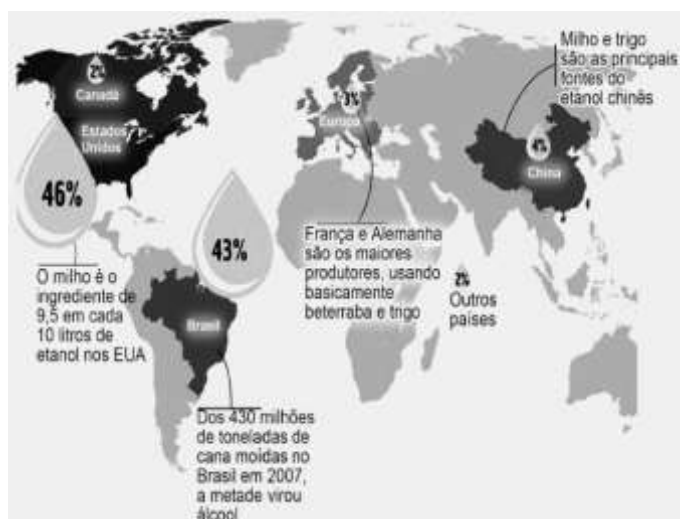 2%
Canadá
Estados
Unidos
46%
O milho é o
ingrediente de
9,5 em cada
10 litros de
etanol nos EUA
43%
Brasil
Dos 430 milhões
de toneladas de
cana moídas no
Brasil em 2007,
a metade virou
álcool
3%
Europa
França e Alemanha
são os maiores
produtores, usando
basicamente
beterraba e trigo
Milho e trigo
são as principais
fontes do
etanol chinês
4%
China
2%
Outros
países